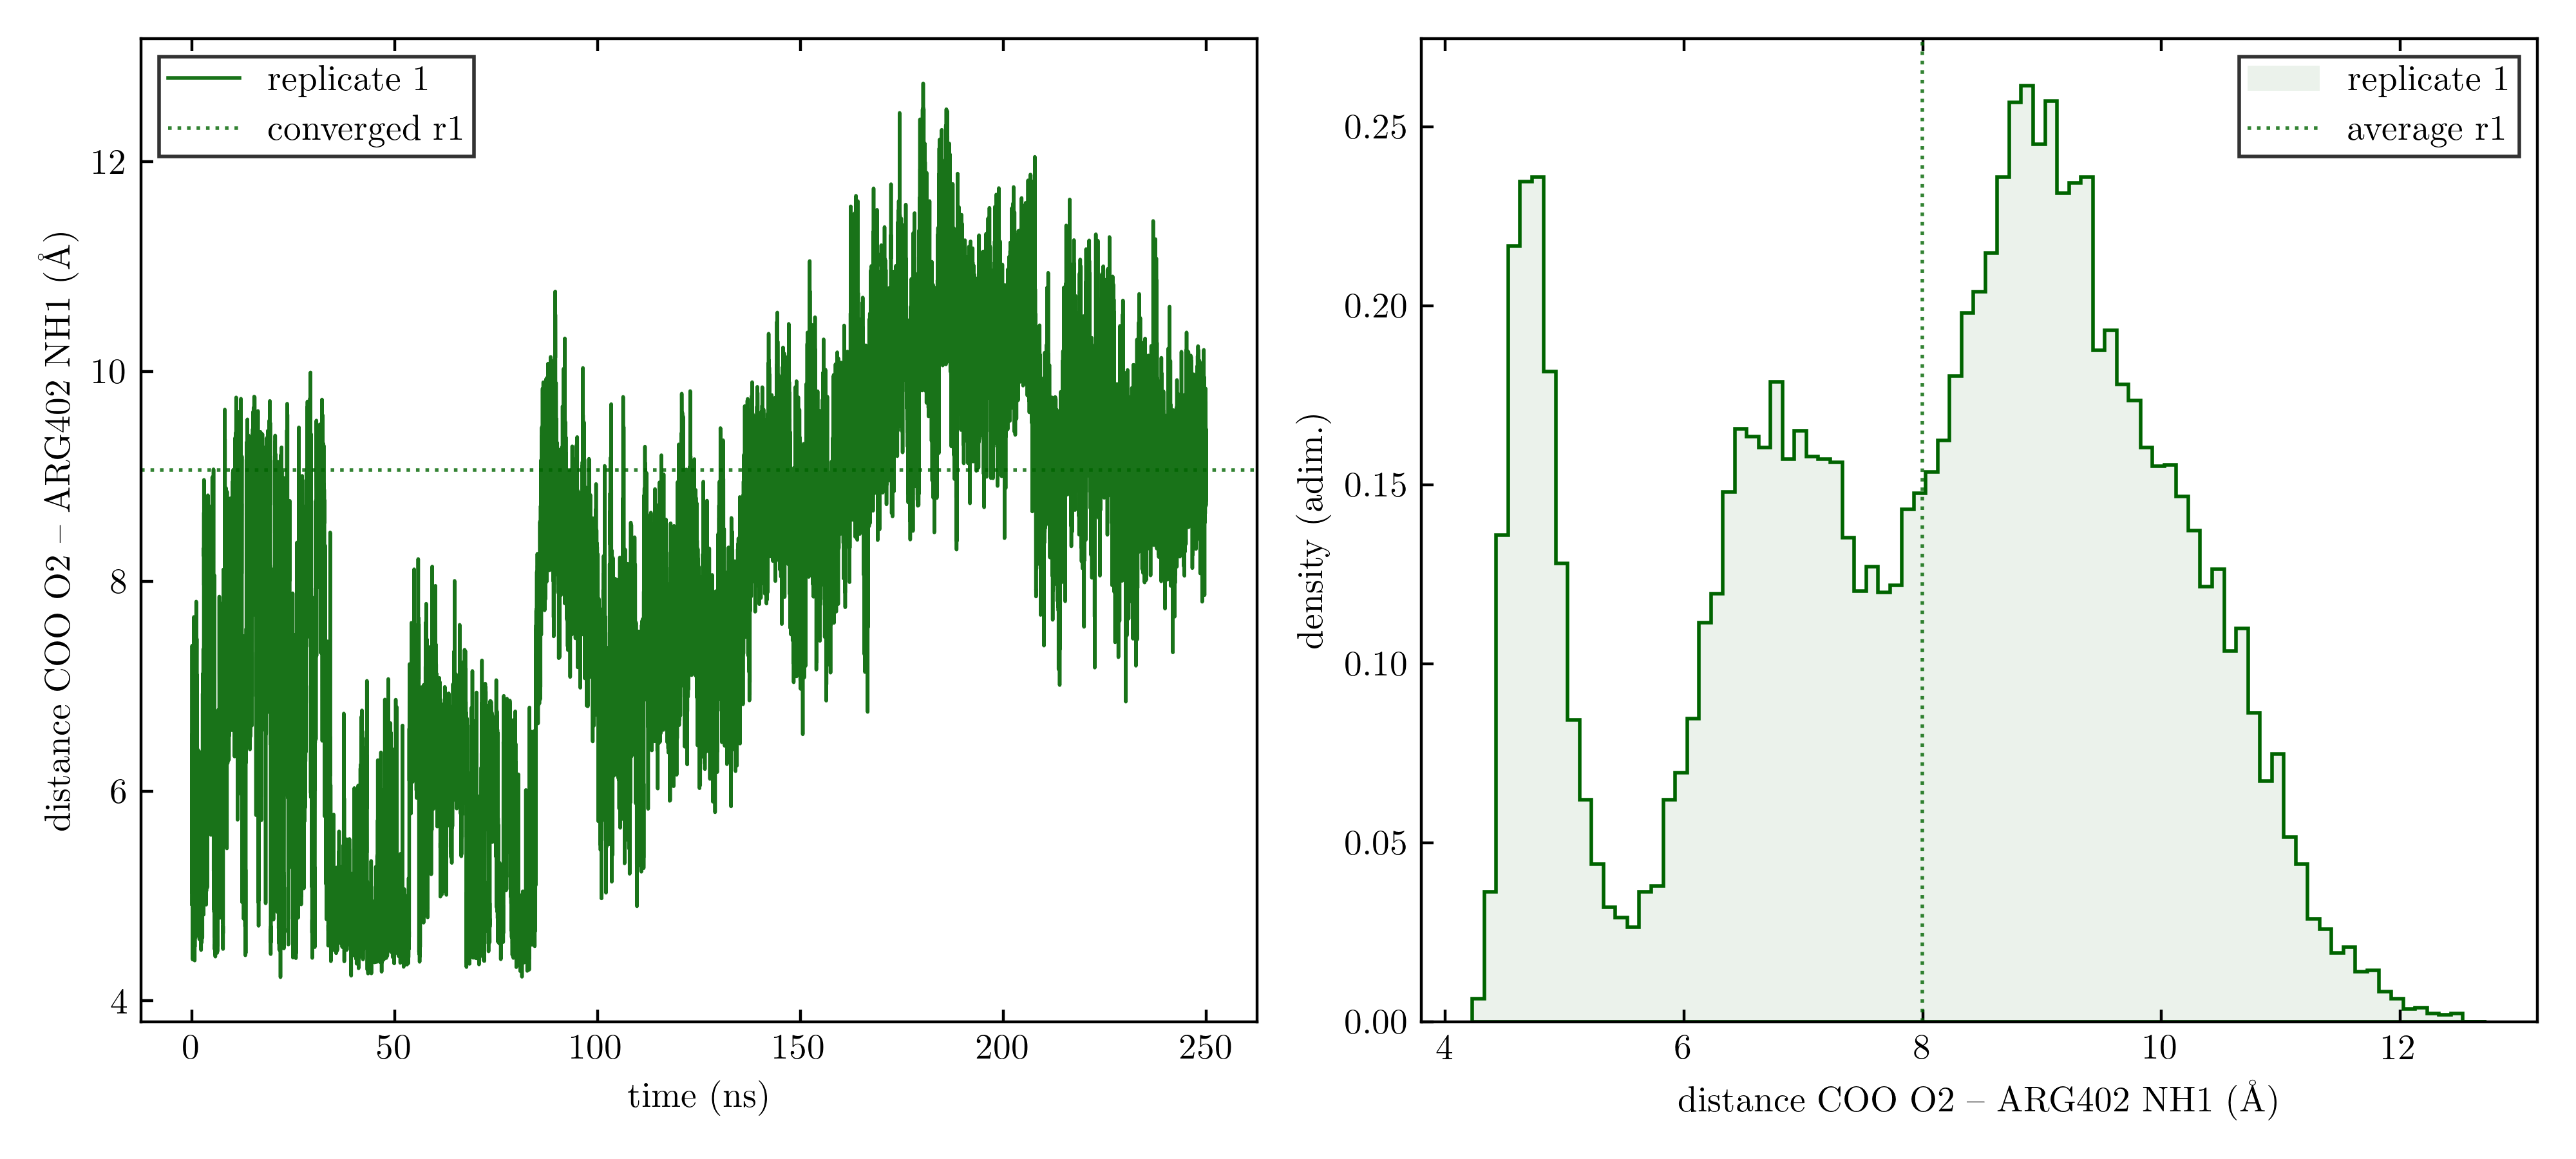 replicate 1
converged r1
distance COO O2 – ARG402 NH1 (Å)
12
10
8
6
4
0 50 100 150 200 250
time (ns)
replicate 1
average r1
density (adim.)
0.25
0.20
0.15
0.10
0.05
0.00
4 6 8 10 12
distance COO O2 – ARG402 NH1 (Å)